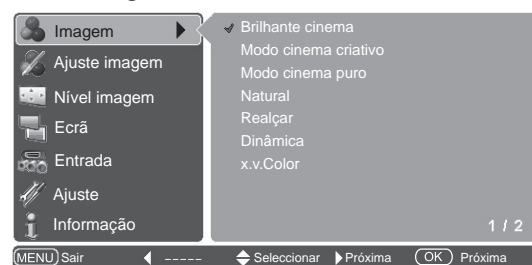 Imagem
Ajuste imagem
Nível imagem
Ecrã
Entrada
Ajuste
Informação
Brilhante cinema
Modo cinema criativo
Modo cinema puro
Natural
Realçar
Dinâmica
x.v.Color
1 / 2
MENU Sair ----- Seleccionar Próxima OK Próxima